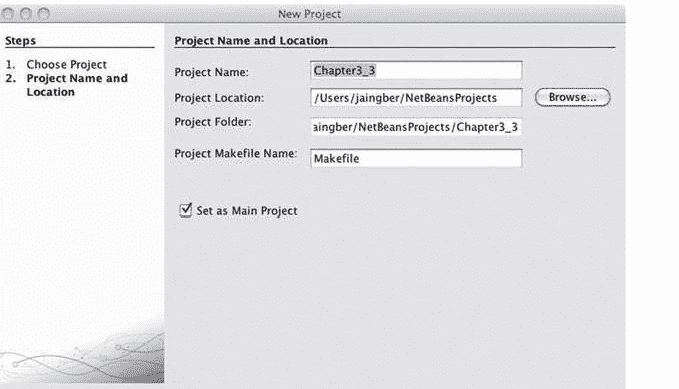 New Project
Steps
1. Choose Project
2. Project Name and
Location
Project Name and Location
Project Name: Chapter3_3
Project Location: /Users/jaingber/NetBeansProjects Browse...
Project Folder: aingber/NetBeansProjects/Chapter3_3
Project Makefile Name: Makefile
Set as Main Project